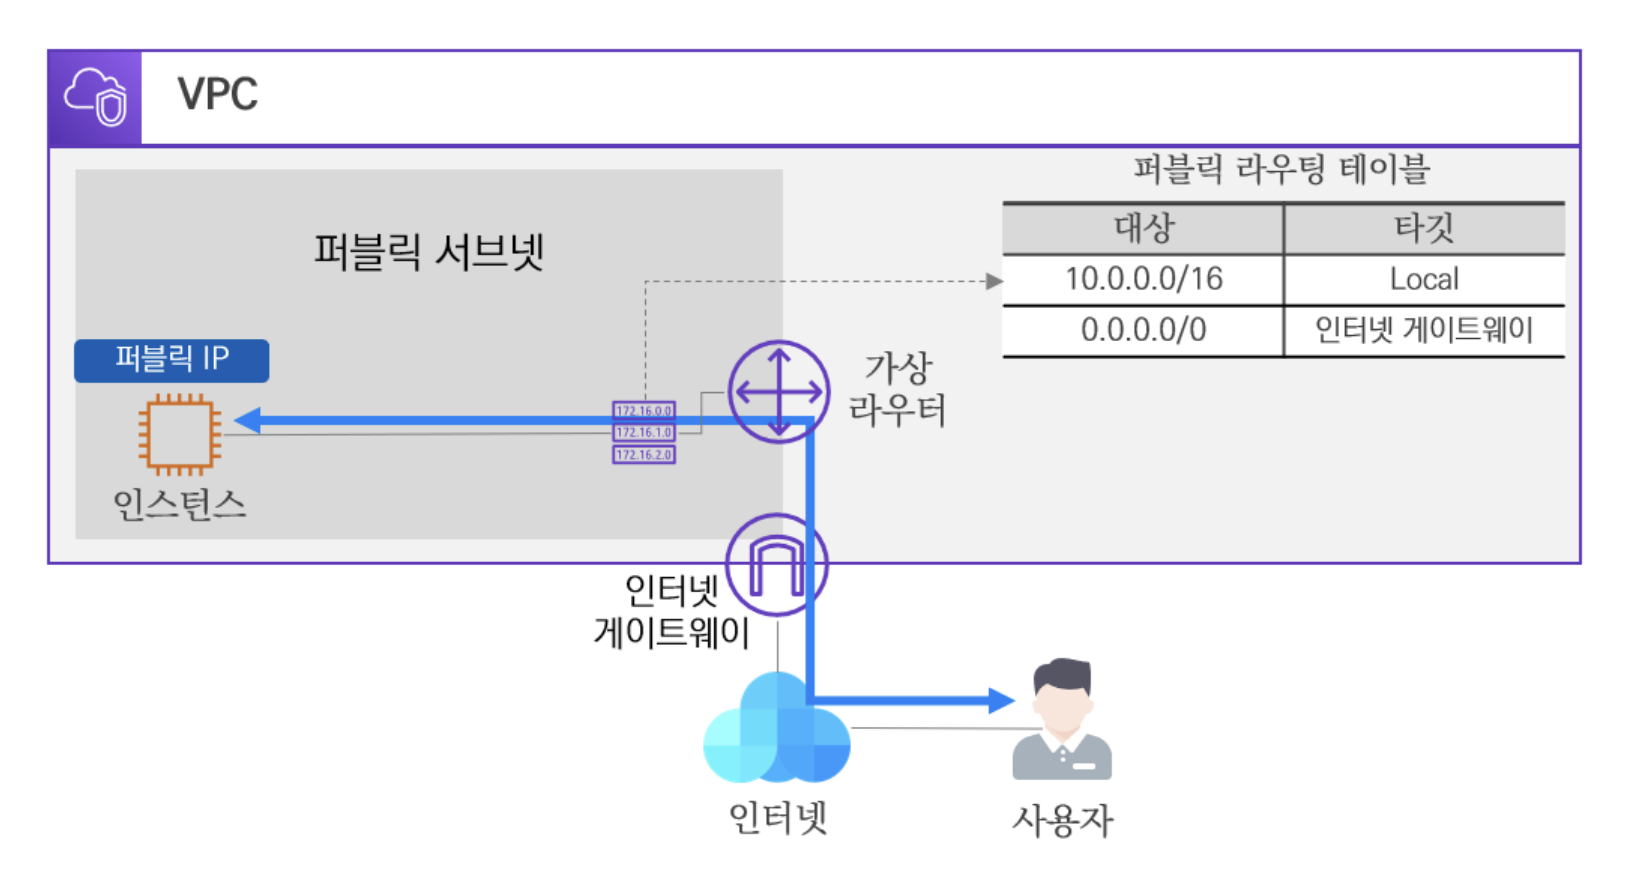 VPC
퍼블릭 라우팅 테이블
대상 타깃
10.0.0.0/16 Local
0.0.0.0/0 인터넷 게이트웨이
퍼블릭 서브넷
퍼블릭 IP
인스턴스
172.16.0.0
172.16.1.0
172.16.2.0
가상
라우터
인터넷
게이트웨이
인터넷
사용자